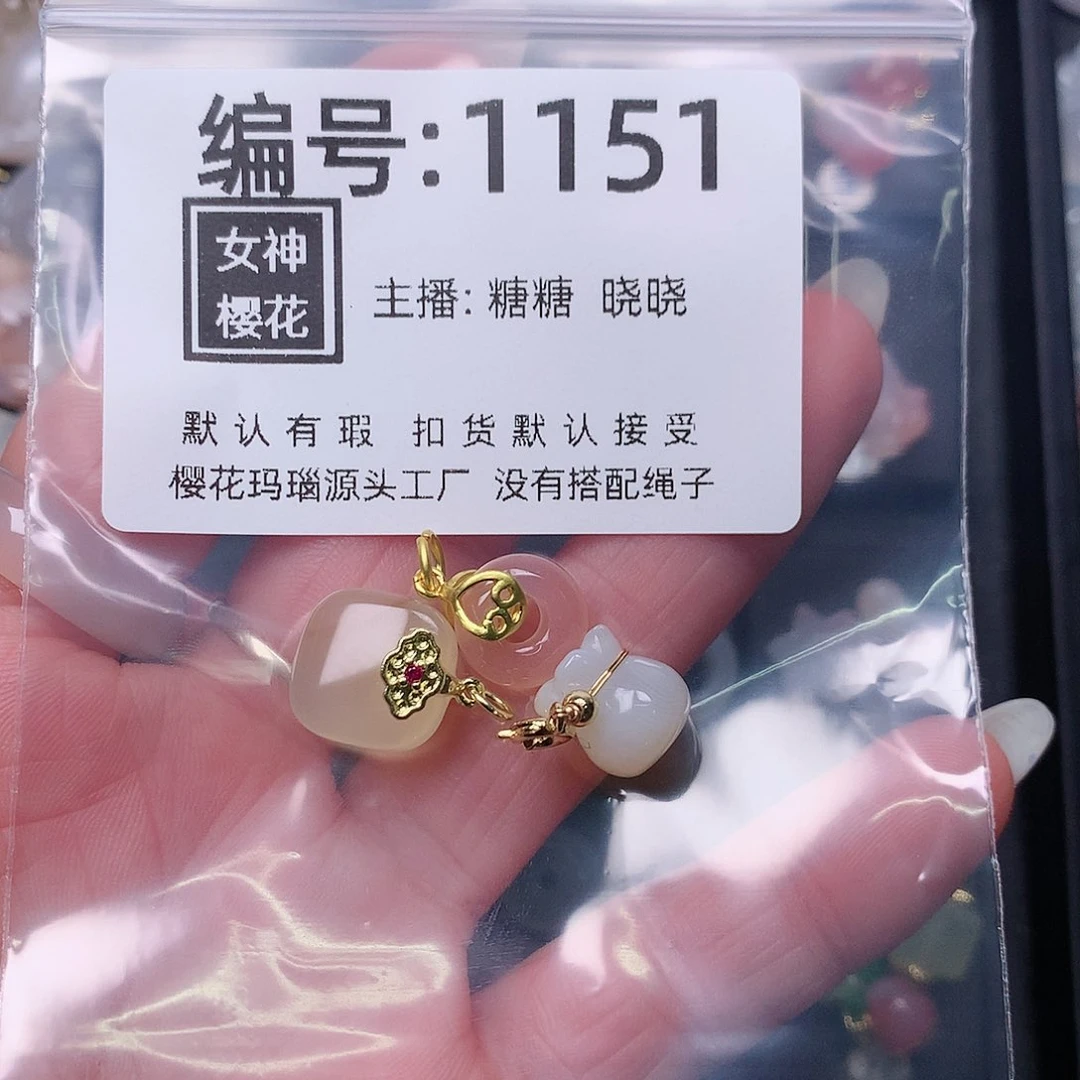 编号:1151
女神
樱花
主播: 糖糖 晓晓
默认有瑕 扣货默认接受
樱花玛瑙源头工厂 没有搭配绳子